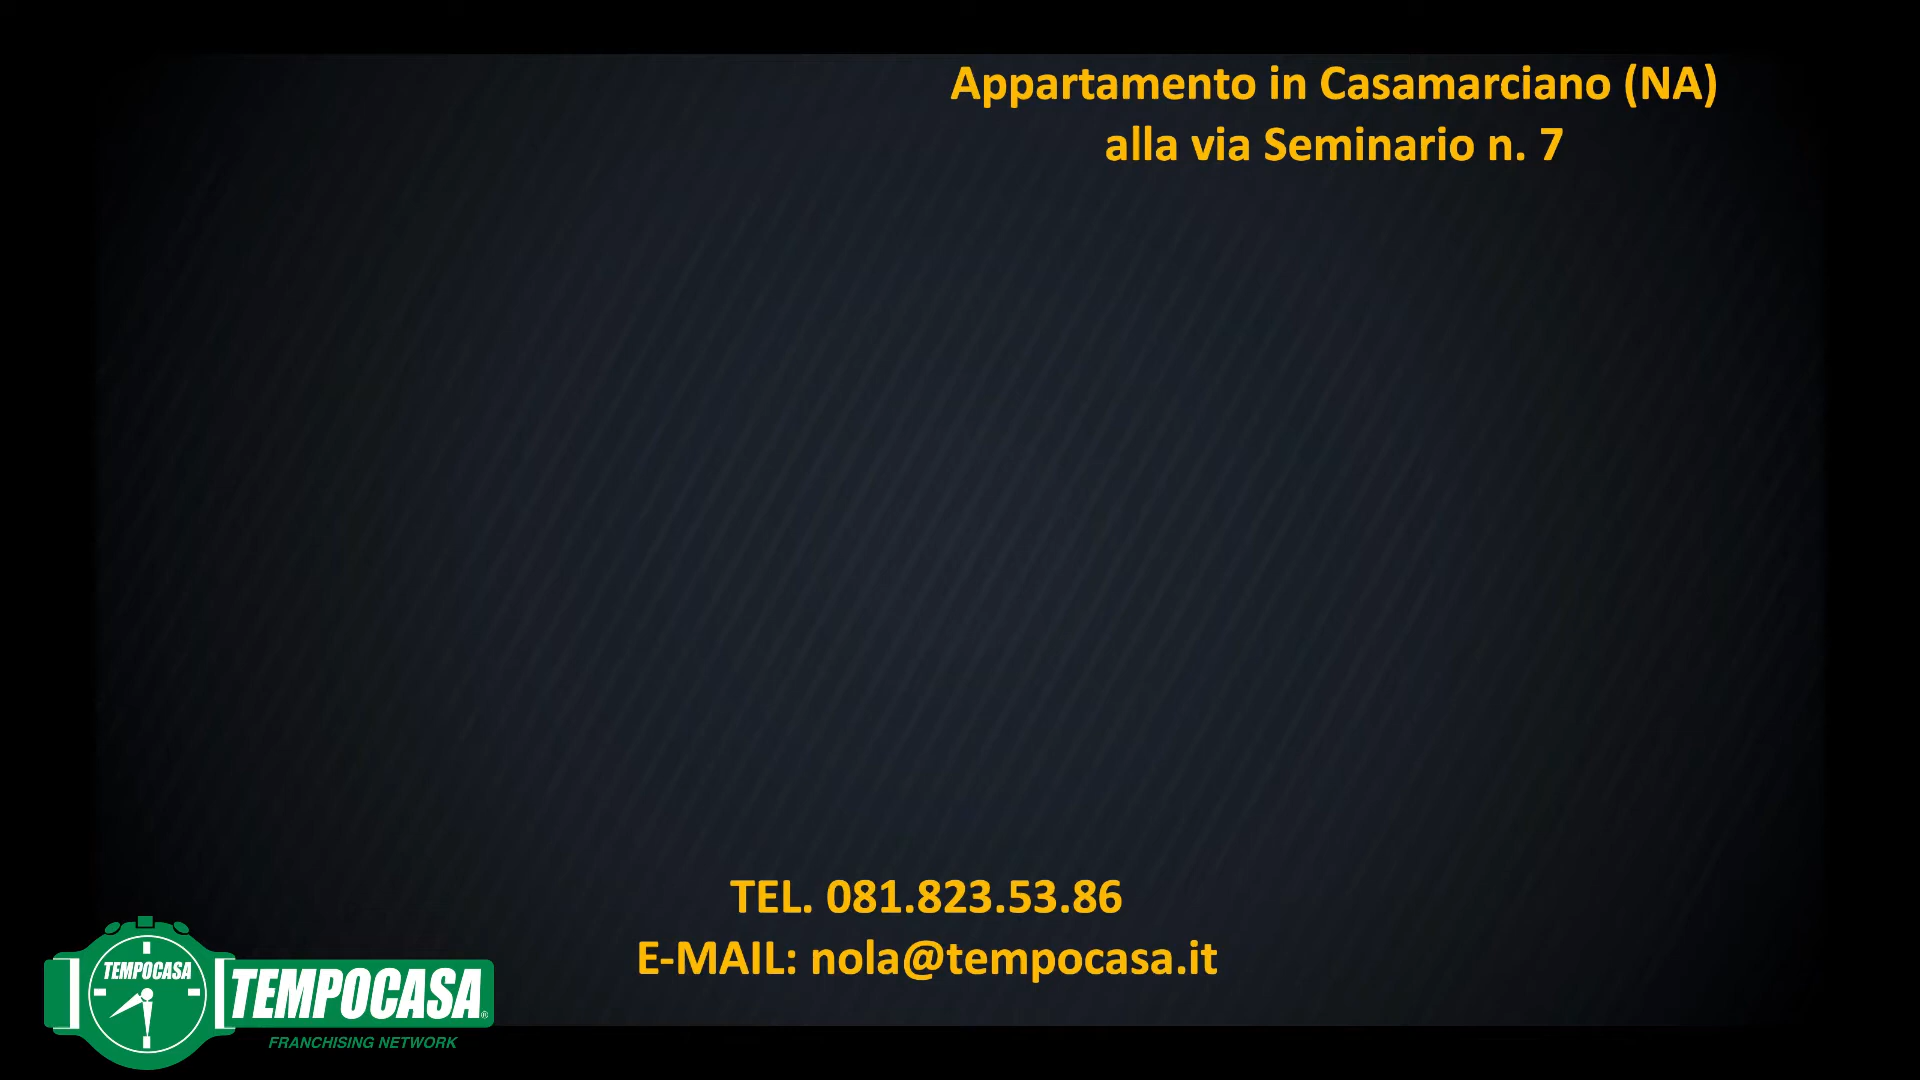 Appartamento in Casamarciano (NA)
alla via Seminario n. 7
TEL. 081.823.53.86
E-MAIL: nola@tempocasa.it
TEMPOCASA
TEMPOCASA®
FRANCHISING NETWORK